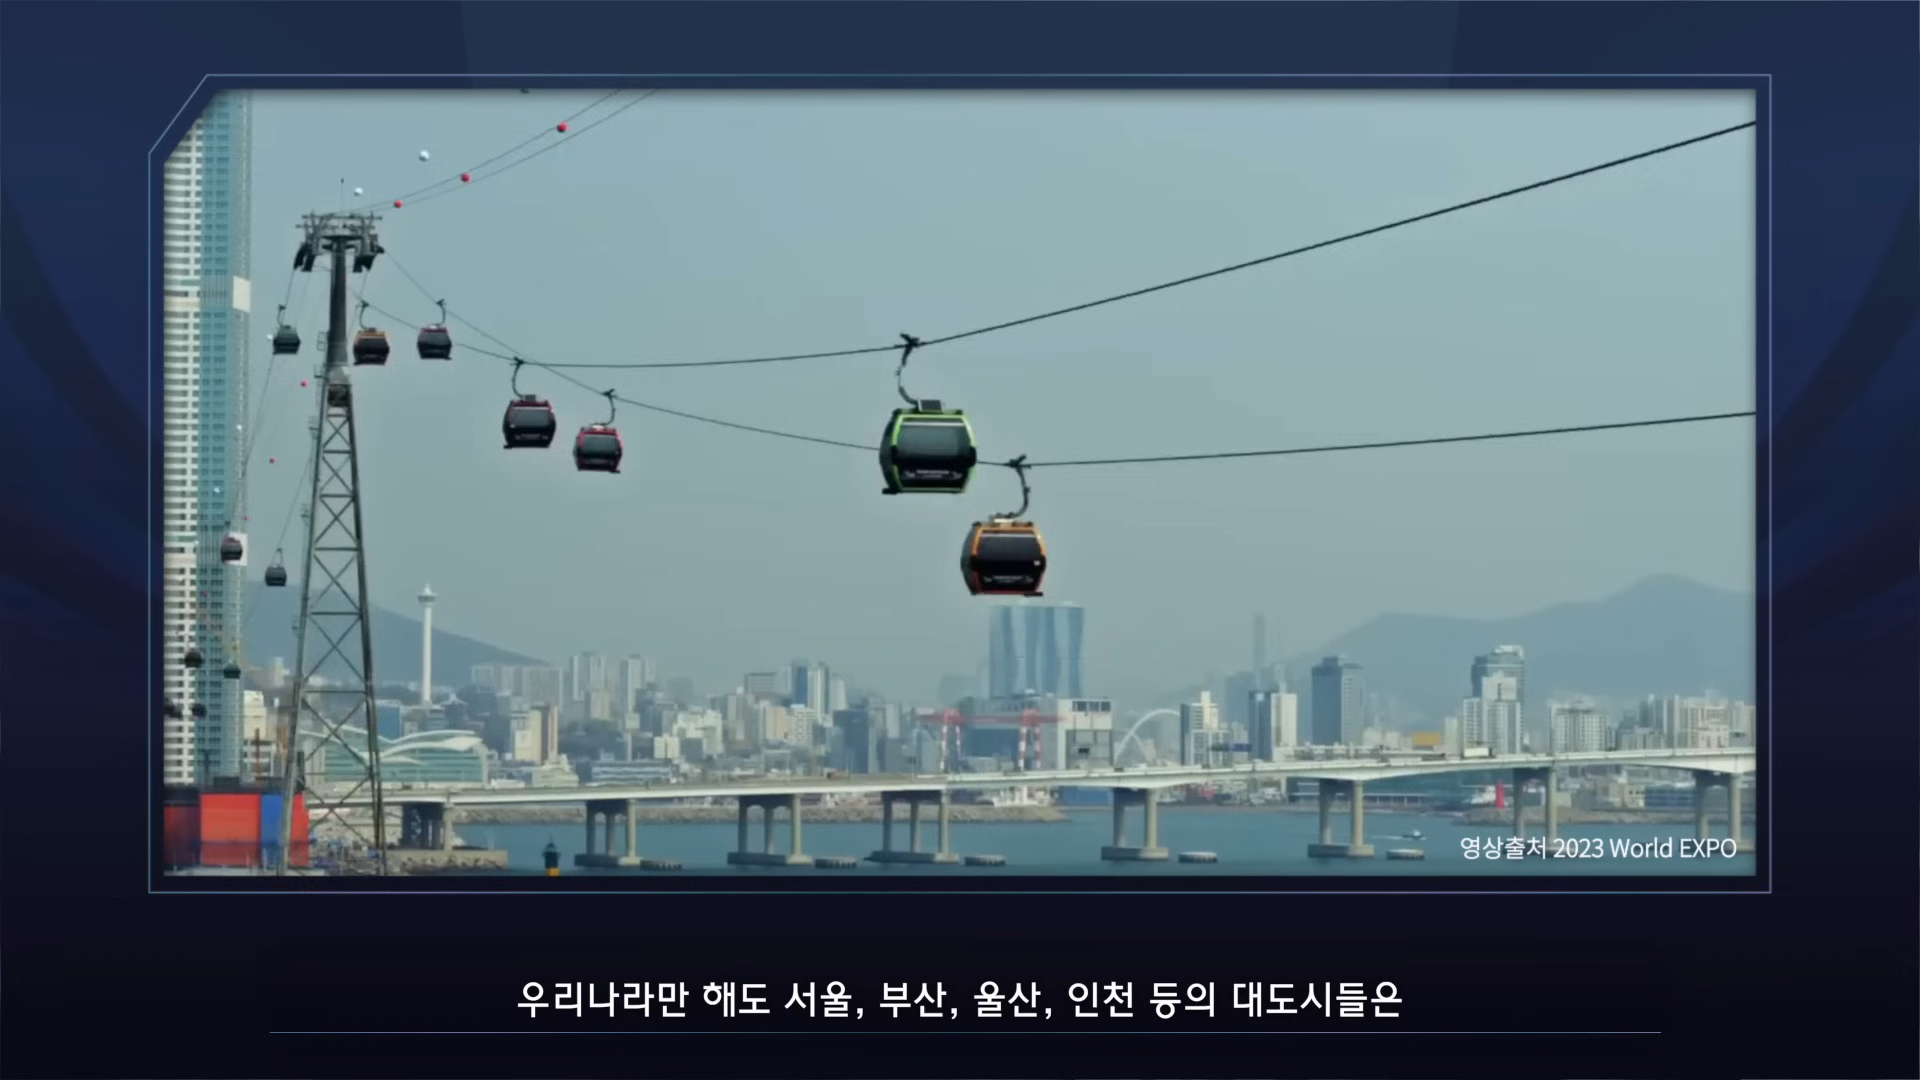 영상출처 2023 World EXPO
우리나라만 해도 서울, 부산, 울산, 인천 등의 대도시들은